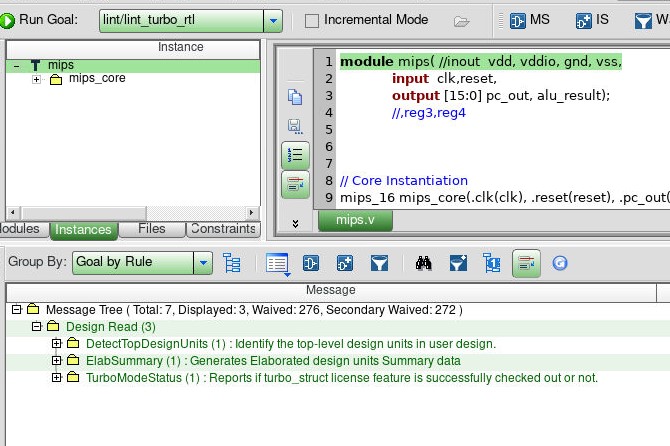 Run Goal: lint/lint_turbo_rtl Incremental Mode MS IS
Instance
mips
mips_core
1 module mips( //inout vdd, vddio, gnd, vss,
2 input clk,reset,
3 output [15:0] pc_out, alu_result);
4 //,reg3,reg4
5
6
7
8 // Core Instantiation
9 mips_16 mips_core(.clk(clk), .reset(reset), .pc_out(
odules Instances Files Constraints
mips.v
Group By: Goal by Rule
Message
Message Tree ( Total: 7, Displayed: 3, Waived: 276, Secondary Waived: 272 )
Design Read (3)
DetectTopDesignUnits (1) : Identify the top-level design units in user design.
ElabSummary (1) : Generates Elaborated design units Summary data
TurboModeStatus (1) : Reports if turbo_struct license feature is successfully checked out or not.